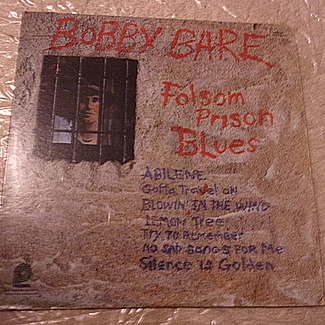 BOBBY BARE
Folsom
Prison
BLues
ABILENE
Gotta Travel on
BLOWIN' IN THE WIND
LEMON TREE
Try To Remember
NO SAD SONGS FOR Me
Silence IS Golden